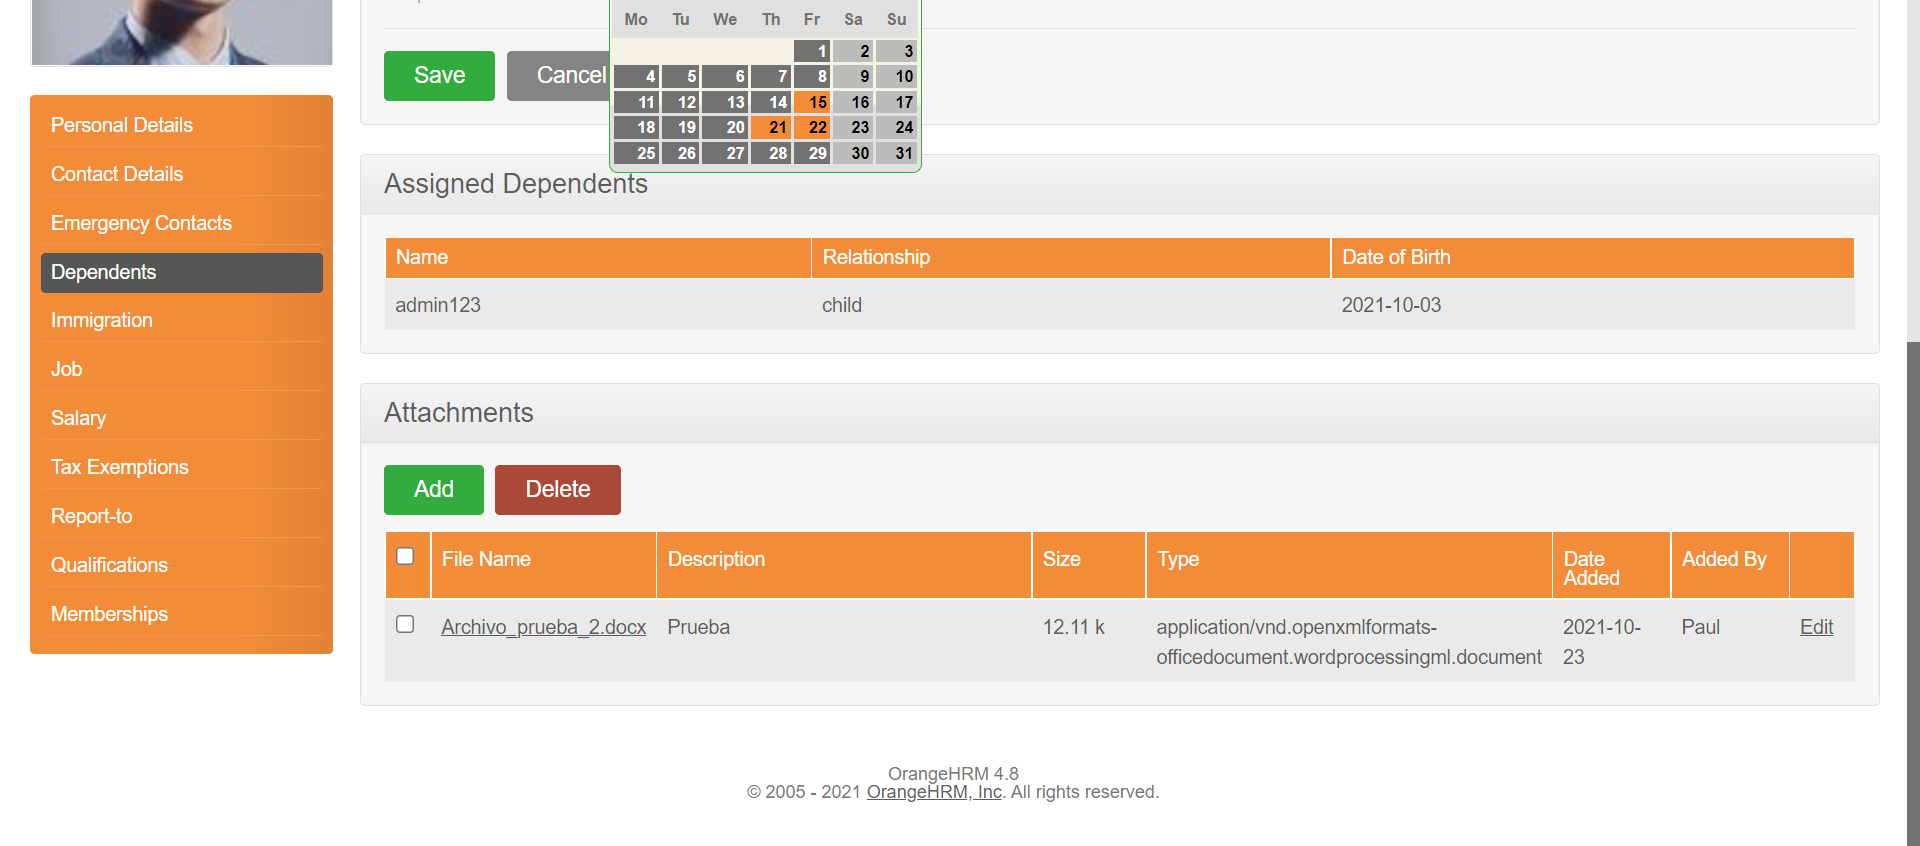 Mo Tu We Th Fr Sa Su
1 2 3
4 5 6 7 8 9 10
11 12 13 14 15 16 17
18 19 20 21 22 23 24
25 26 27 28 29 30 31
Save Cancel
Personal Details
Contact Details
Emergency Contacts
Dependents
Immigration
Job
Salary
Tax Exemptions
Report-to
Qualifications
Memberships
Assigned Dependents
Name Relationship Date of Birth
admin123 child 2021-10-03
Attachments
Add Delete
File Name Description Size Type Date Added Added By
Archivo_prueba_2.docx Prueba 12.11 k application/vnd.openxmlformats- 2021-10- Paul Edit
officedocument.wordprocessingml.document 23
OrangeHRM 4.8
© 2005 - 2021 OrangeHRM, Inc. All rights reserved.